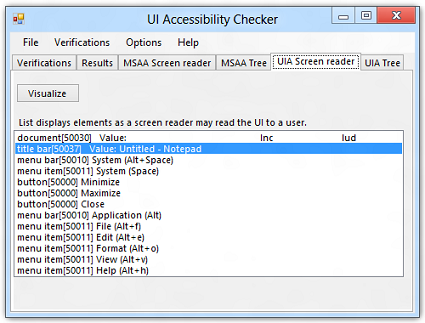 UI Accessibility Checker
File Verifications Options Help
Verifications Results MSAA Screen reader MSAA Tree UIA Screen reader UIA Tree
Visualize
List displays elements as a screen reader may read the UI to a user.
document[50030] Value: Inc lud
title bar[50037] Value: Untitled - Notepad
menu bar[50010] System (Alt+Space)
menu item[50011] System (Space)
button[50000] Minimize
button[50000] Maximize
button[50000] Close
menu bar[50010] Application (Alt)
menu item[50011] File (Alt+f)
menu item[50011] Edit (Alt+e)
menu item[50011] Format (Alt+o)
menu item[50011] View (Alt+v)
menu item[50011] Help (Alt+h)